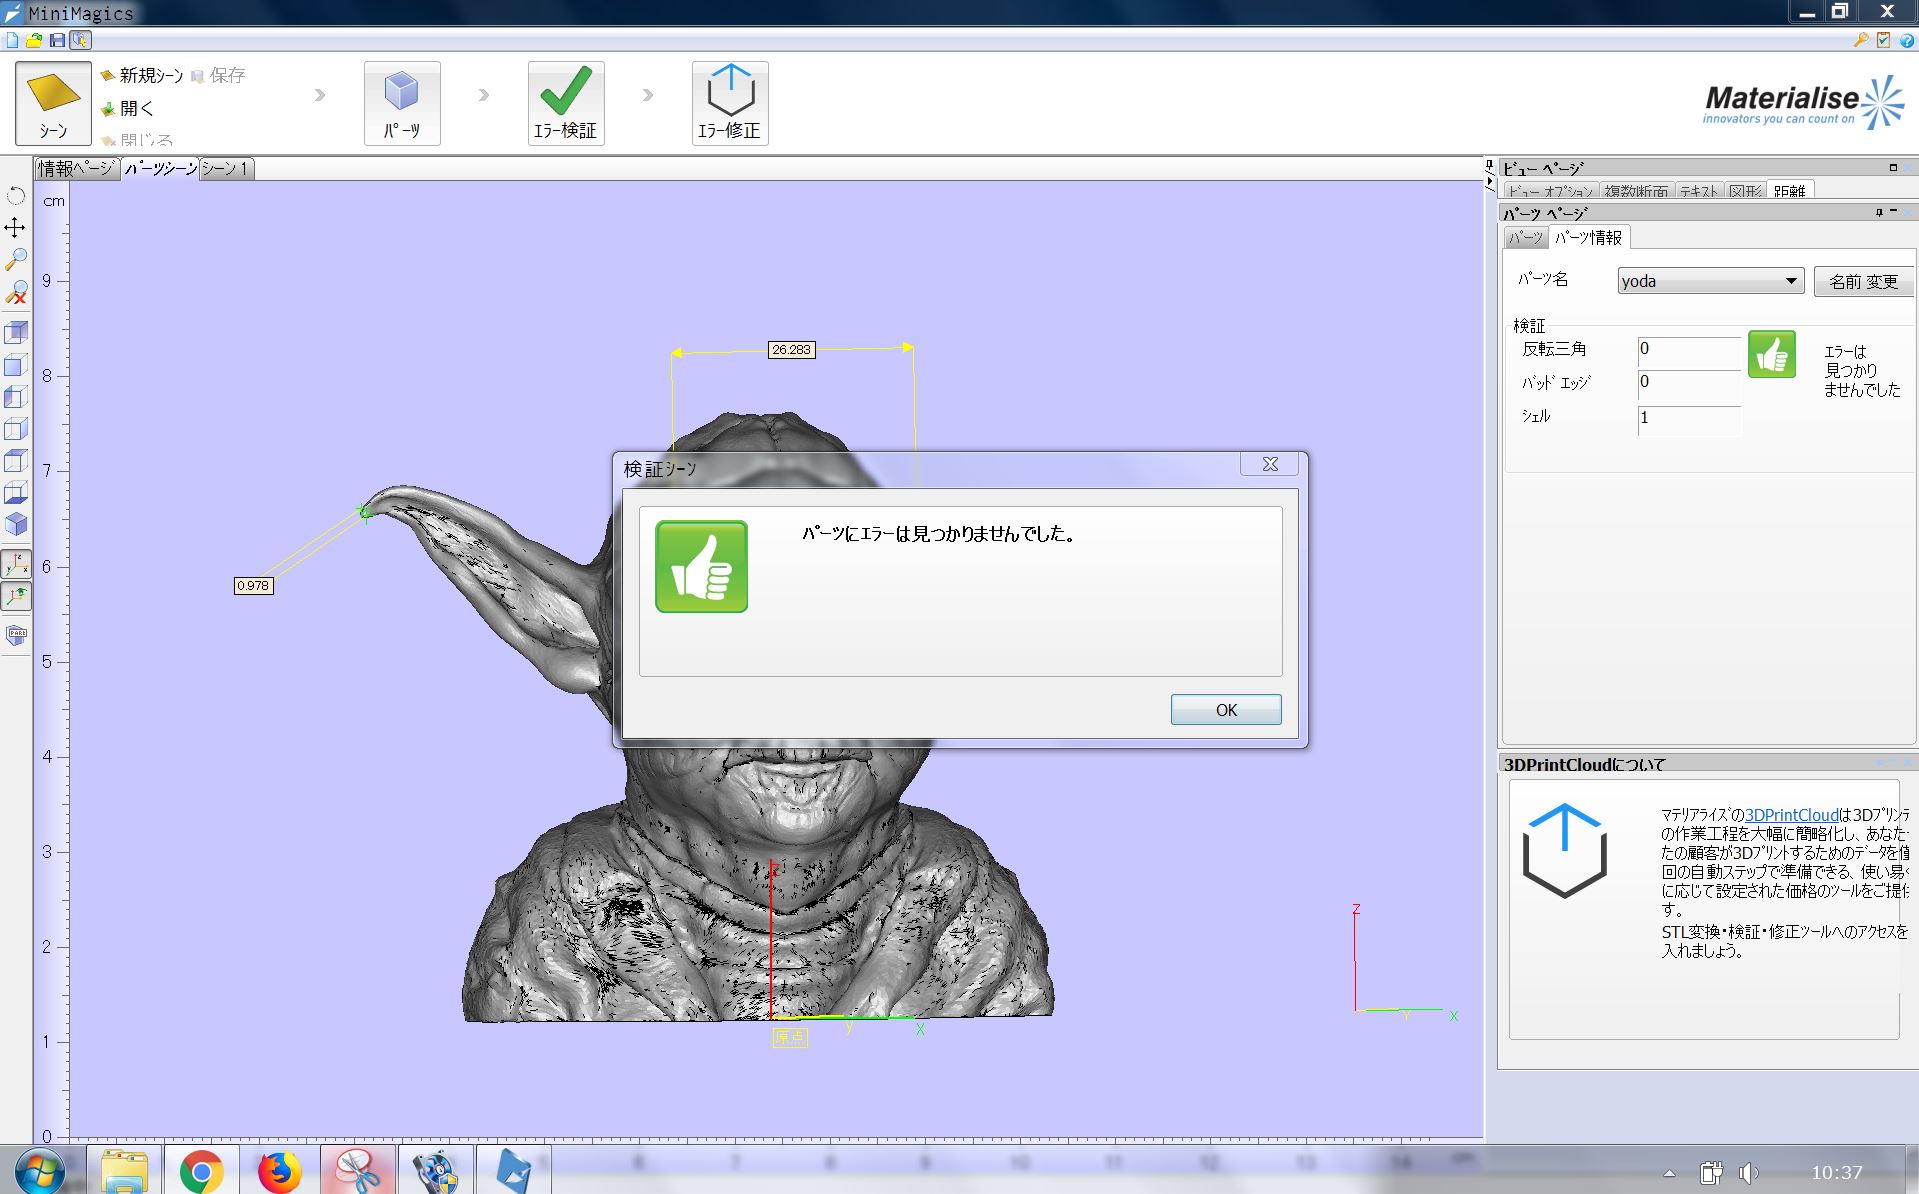 MiniMagics
シーン
新規シーン 保存
開く
閉じる
パーツ
エラー検証
エラー修正
Materialise
innovators you can count on
情報ページ パーツシーン シーン 1
cm
9
8
7
6
5
4
3
2
1
0
26.283
0.978
検証シーン
パーツにエラーは見つかりませんでした。
OK
Z
原点
y
X
Z
Y
X
ビュー ページ
ビュー オプション 複数断面 テキスト 図形 距離
パーツ ページ
パーツ パーツ情報
パーツ名 yoda 名前 変更
検証
反転三角 0
バッド エッジ 0
シェル 1
エラーは
見つかり
ませんでした
3DPrintCloudについて
マテリアライズの3DPrintCloudは3Dプリンテ
の作業工程を大幅に簡略化し、あなた
たの顧客が3Dプリントするためのデータを
回の自動ステップで準備できる、使い易
に応じて設定された価格のツールをご提
す。
STL変換・検証・修正ツールへのアクセスを
入れましょう。
PART
5 6 7 8 9 10 11 12 13 14 cm
10:37